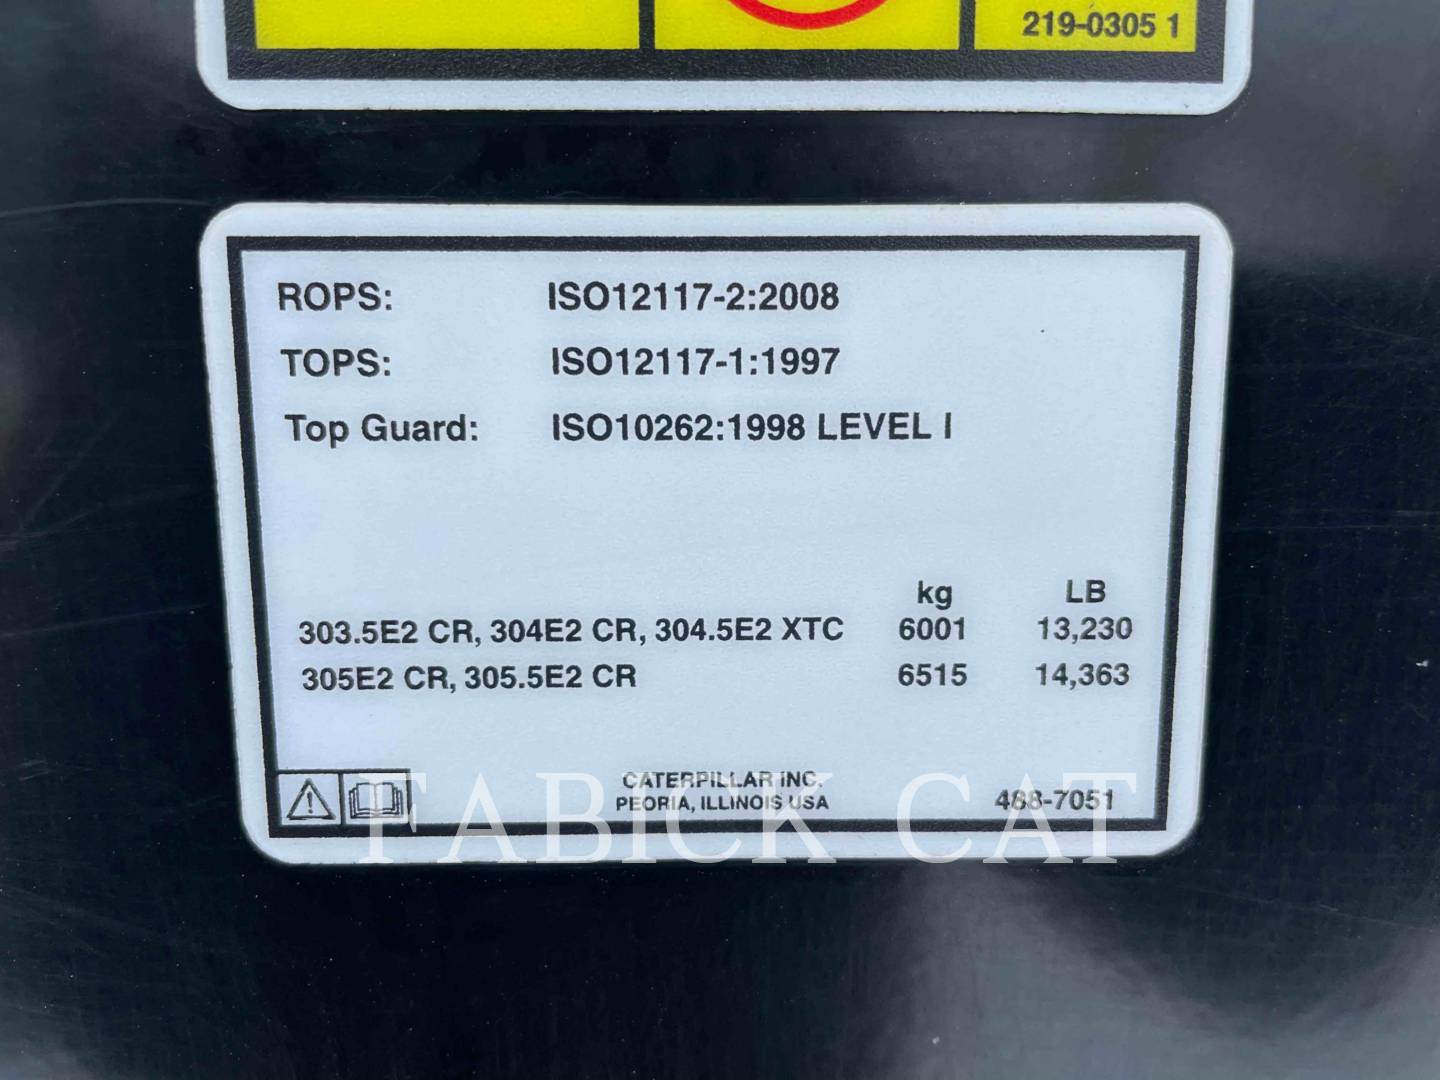 219-0305 1
ROPS: ISO12117-2:2008
TOPS: ISO12117-1:1997
Top Guard: ISO10262:1998 LEVEL I
kg LB
303.5E2 CR, 304E2 CR, 304.5E2 XTC 6001 13,230
305E2 CR, 305.5E2 CR 6515 14,363
CATERPILLAR INC.
PEORIA, ILLINOIS USA
488-7051
FABICK CAT